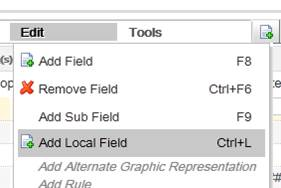 Edit Tools
(s)
Add Field F8
Remove Field Ctrl+F6
Add Sub Field F9
Add Local Field Ctrl+L
Add Alternate Graphic Representation
Add Rule